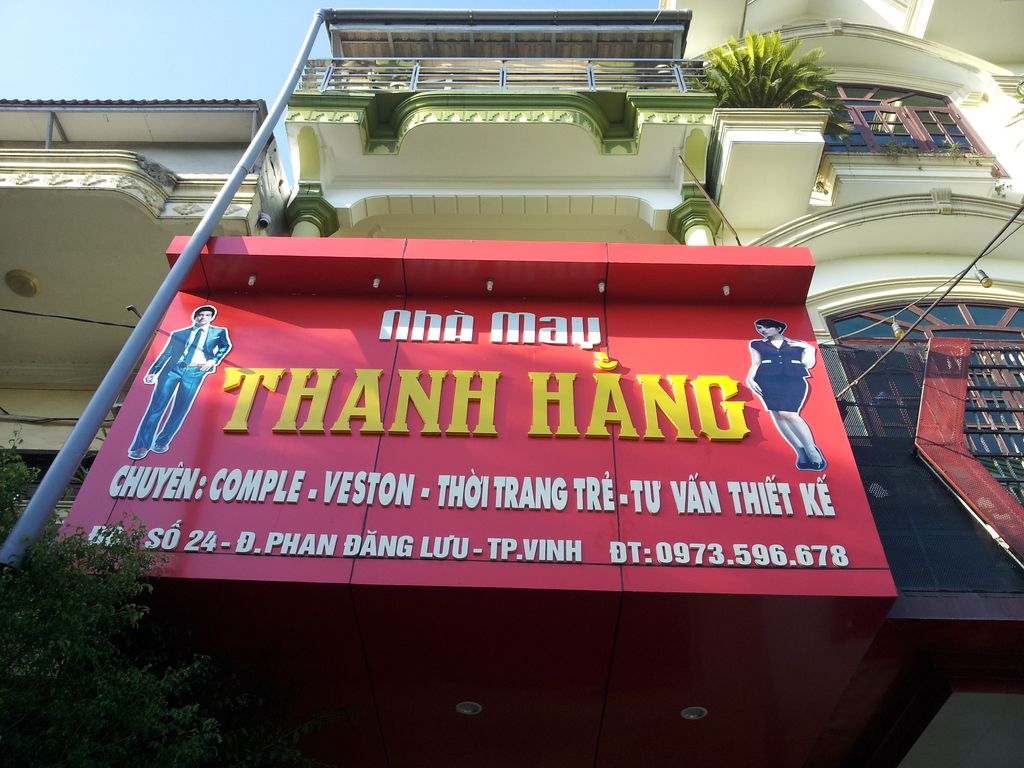 Nhà May
THANH HẰNG
CHUYÊN: COMPLE - VESTON - THỜI TRANG TRẺ - TƯ VẤN THIẾT KẾ
SỐ 24 - Đ. PHAN ĐĂNG LƯU - TP.VINH ĐT: 0973.596.678